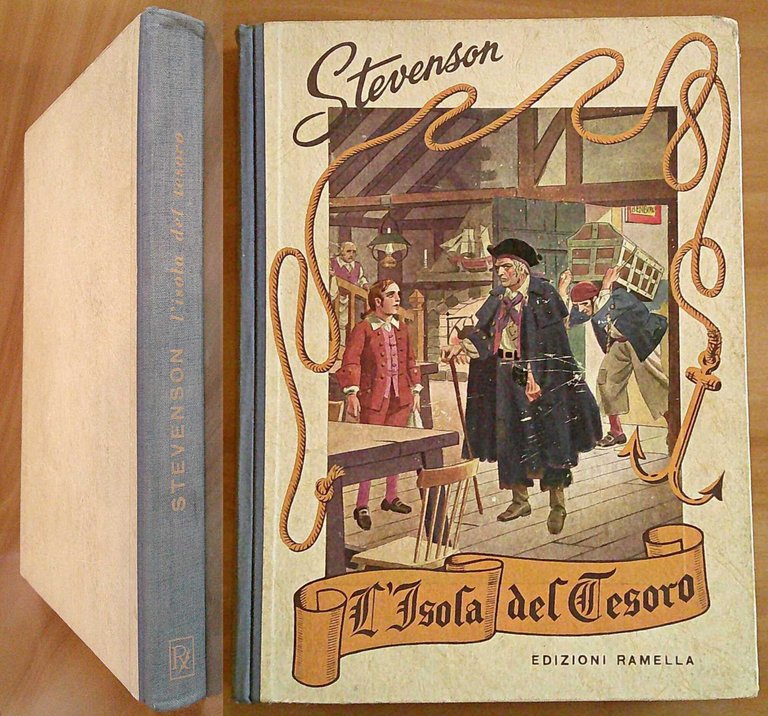 STEVENSON l'isola del tesoro
Stevenson
L'Isola del Tesoro
EDIZIONI RAMELLA